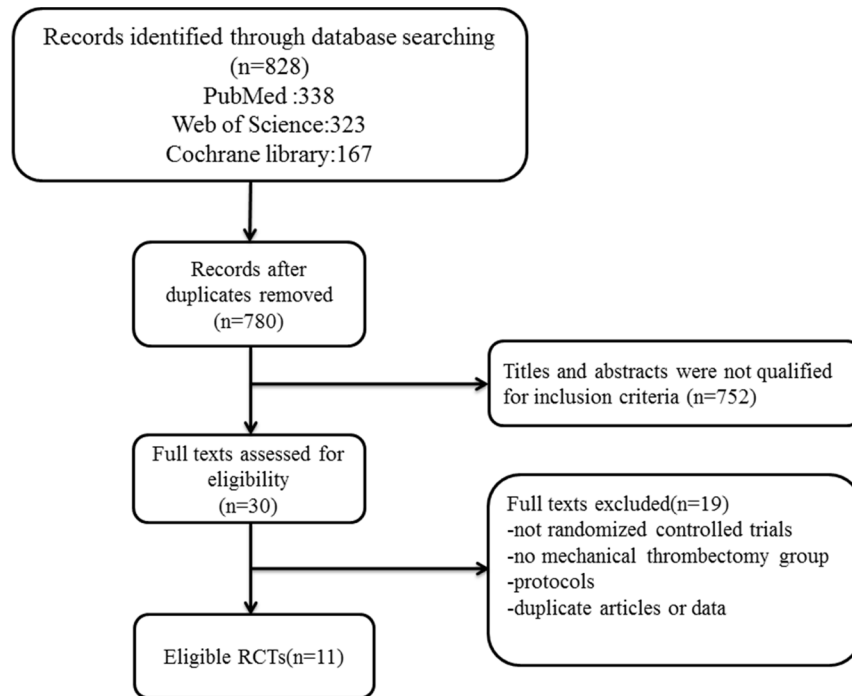 Records identified through database searching
(n=828)
PubMed :338
Web of Science:323
Cochrane library:167
Records after
duplicates removed
(n=780)
Titles and abstracts were not qualified
for inclusion criteria (n=752)
Full texts assessed for
eligibility
(n=30)
Full texts excluded(n=19)
-not randomized controlled trials
-no mechanical thrombectomy group
-protocols
-duplicate articles or data
Eligible RCTs(n=11)